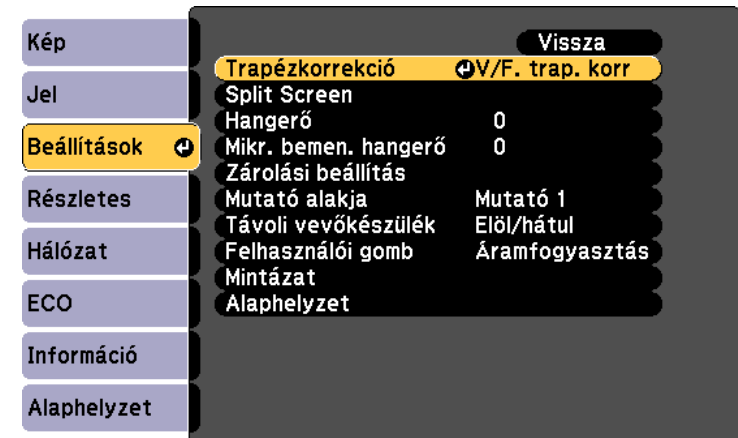 Kép
Jel
Beállítások
Részletes
Hálózat
ECO
Információ
Alaphelyzet
Vissza
Trapézkorrekció V/F. trap. korr
Split Screen
Hangerő 0
Mikr. bemen. hangerő 0
Zárolási beállítás
Mutató alakja Mutató 1
Távoli vevőkészülék Elöl/hátul
Felhasználói gomb Áramfogyasztás
Mintázat
Alaphelyzet